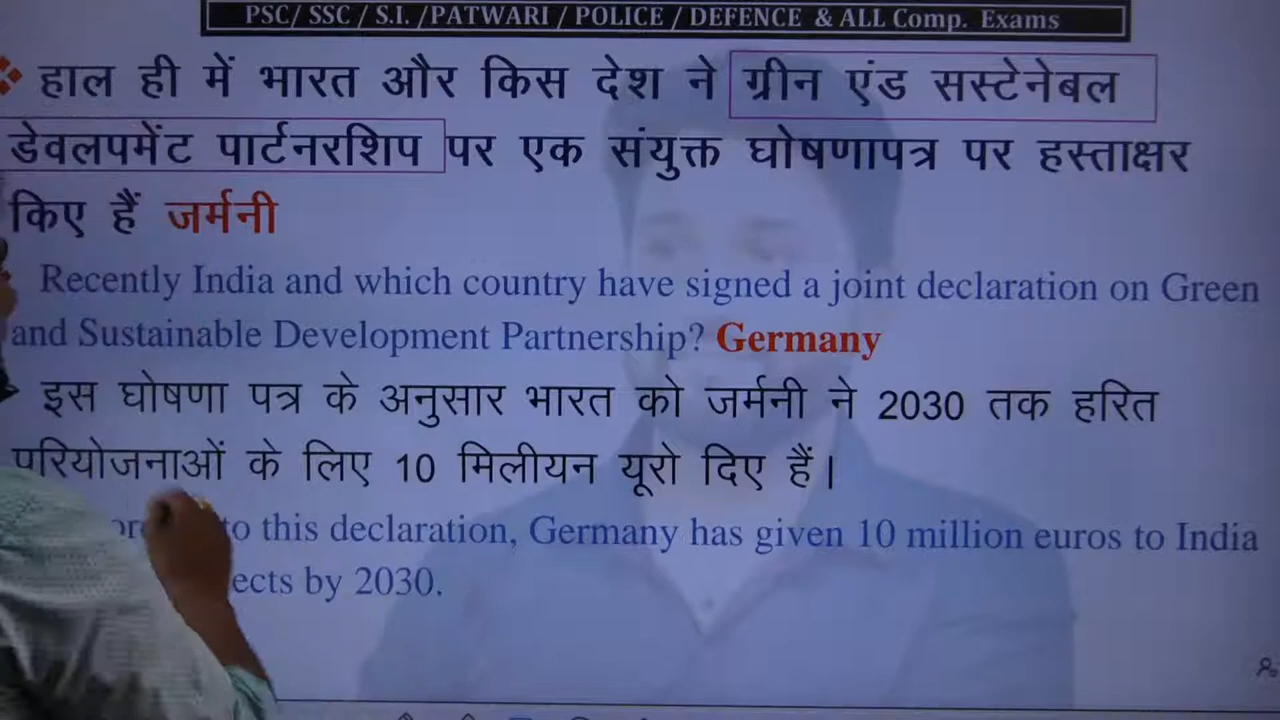 PSC/ SSC / S.I. /PATWARI / POLICE / DEFENCE & ALL Comp. Exams
हाल ही में भारत और किस देश ने ग्रीन एंड सस्टेनेबल
डेवलपमेंट पार्टनरशिप पर एक संयुक्त घोषणापत्र पर हस्ताक्षर
किए हैं जर्मनी
Recently India and which country have signed a joint declaration on Green
and Sustainable Development Partnership? Germany
इस घोषणा पत्र के अनुसार भारत को जर्मनी ने 2030 तक हरित
परियोजनाओं के लिए 10 मिलीयन यूरो दिए हैं।
this declaration, Germany has given 10 million euros to India
by 2030.